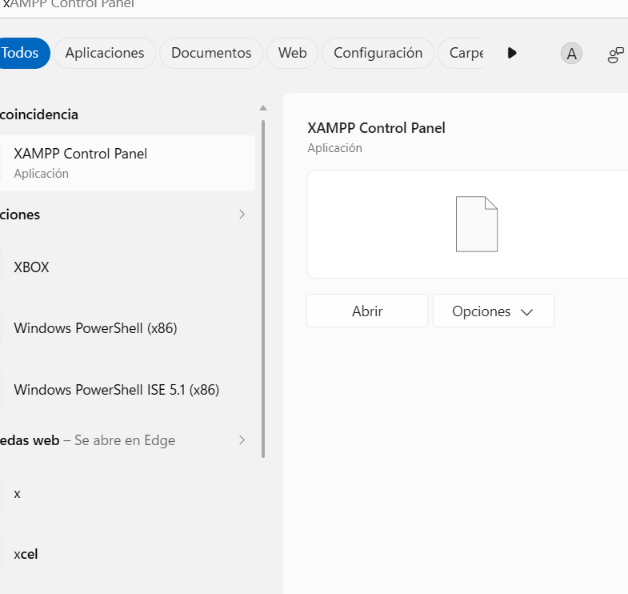 xAMPP Control Panel
Todos Aplicaciones Documentos Web Configuración Carpe A
coincidencia
XAMPP Control Panel
Aplicación
ciones
XBOX
Windows PowerShell (x86)
Windows PowerShell ISE 5.1 (x86)
edas web – Se abre en Edge
x
xcel
XAMPP Control Panel
Aplicación
Abrir Opciones